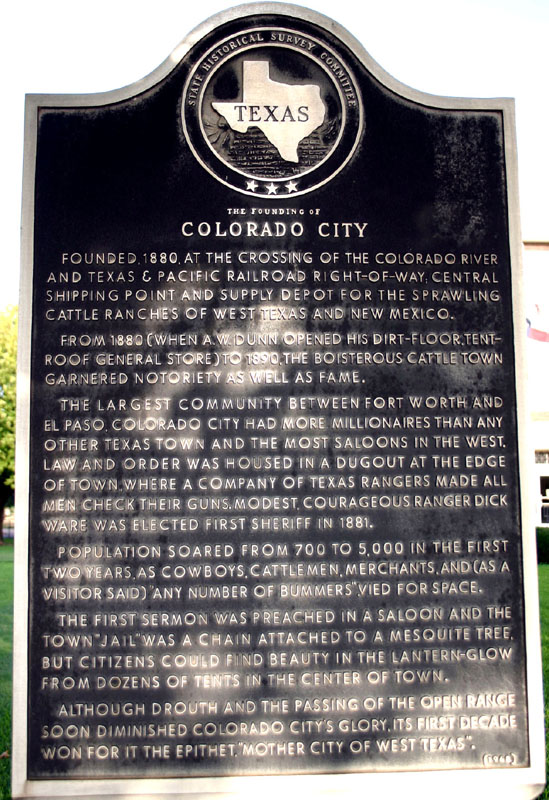 STATE HISTORICAL SURVEY COMMITTEE
TEXAS
THE FOUNDING OF
COLORADO CITY
FOUNDED, 1880, AT THE CROSSING OF THE COLORADO RIVER
AND TEXAS & PACIFIC RAILROAD RIGHT-OF-WAY. CENTRAL
SHIPPING POINT AND SUPPLY DEPOT FOR THE SPRAWLING
CATTLE RANCHES OF WEST TEXAS AND NEW MEXICO.
FROM 1880 (WHEN A.W. DUNN OPENED HIS DIRT-FLOOR, TENT-
ROOF GENERAL STORE) TO 1890, THE BOISTEROUS CATTLE TOWN
GARNERED NOTORIETY AS WELL AS FAME.
THE LARGEST COMMUNITY BETWEEN FORT WORTH AND
EL PASO, COLORADO CITY HAD MORE MILLIONAIRES THAN ANY
OTHER TEXAS TOWN AND THE MOST SALOONS IN THE WEST.
LAW AND ORDER WAS HOUSED IN A DUGOUT AT THE EDGE
OF TOWN, WHERE A COMPANY OF TEXAS RANGERS MADE ALL
MEN CHECK THEIR GUNS. MODEST, COURAGEOUS RANGER DICK
WARE WAS ELECTED FIRST SHERIFF IN 1881.
POPULATION SOARED FROM 700 TO 5,000 IN THE FIRST
TWO YEARS, AS COWBOYS, CATTLEMEN, MERCHANTS, AND (AS A
VISITOR SAID) "ANY NUMBER OF BUMMERS", VIED FOR SPACE.
THE FIRST SERMON WAS PREACHED IN A SALOON AND THE
TOWN "JAIL" WAS A CHAIN ATTACHED TO A MESQUITE TREE,
BUT CITIZENS COULD FIND BEAUTY IN THE LANTERN-GLOW
FROM DOZENS OF TENTS IN THE CENTER OF TOWN.
ALTHOUGH DROUTH AND THE PASSING OF THE OPEN RANGE
SOON DIMINISHED COLORADO CITY'S GLORY, ITS FIRST DECADE
WON FOR IT THE EPITHET, "MOTHER CITY OF WEST TEXAS".
(1968)